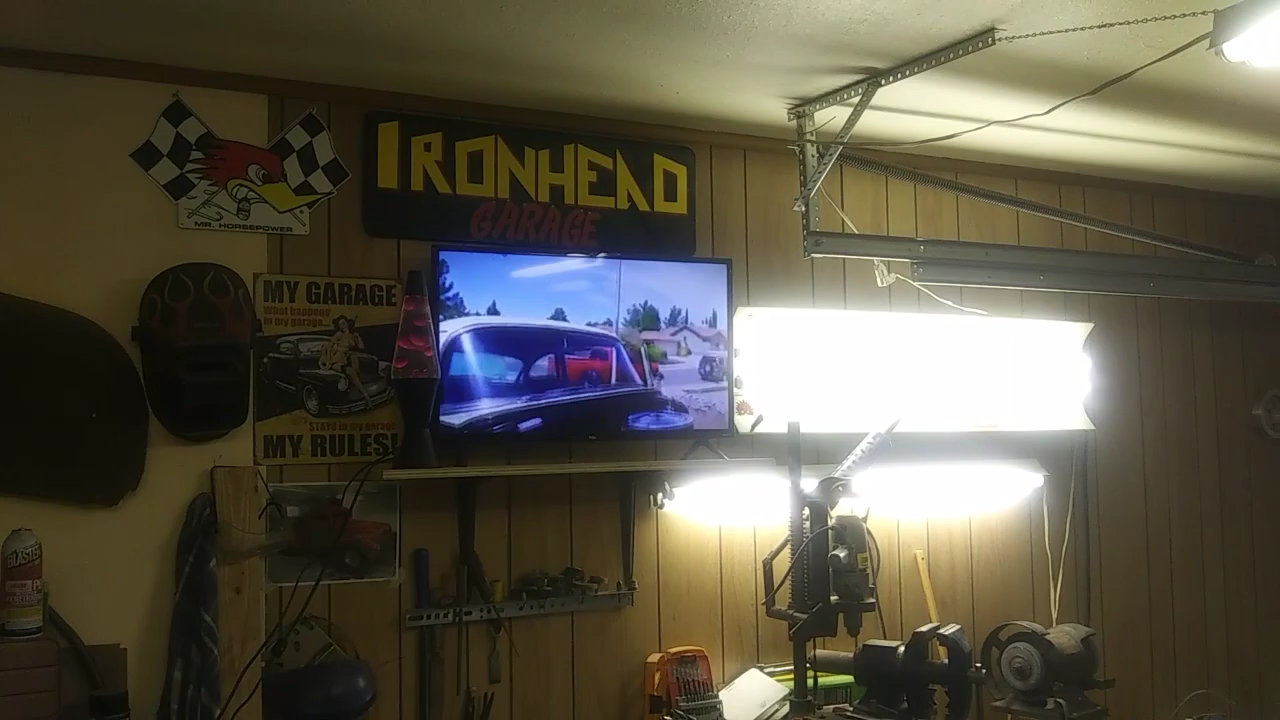 MR. HORSEPOWER
IRONHEAD
GARAGE
MY GARAGE
What happens
in my garage...
STAYS in my garage
MY RULES!
BLASTER